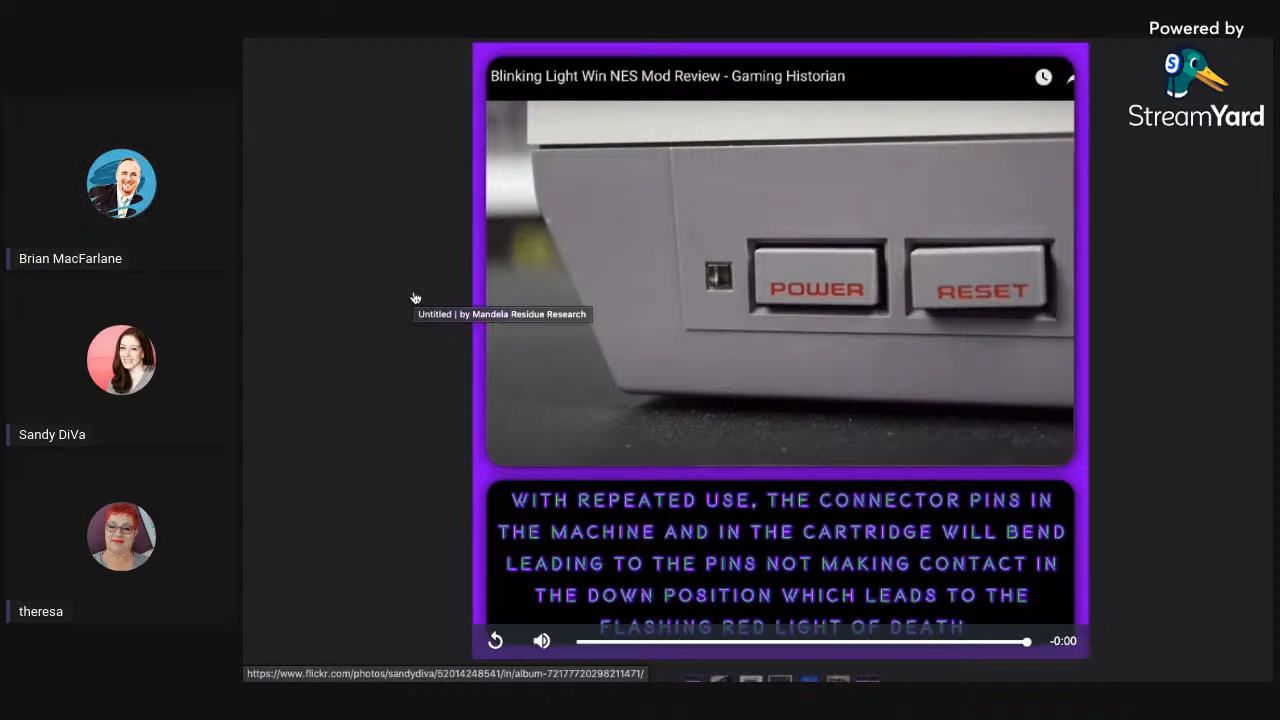 Powered by
StreamYard
Blinking Light Win NES Mod Review - Gaming Historian
POWER
RESET
Brian MacFarlane
Untitled | by Mandela Residue Research
Sandy DiVa
WITH REPEATED USE, THE CONNECTOR PINS IN
THE MACHINE AND IN THE CARTRIDGE WILL BEND
LEADING TO THE PINS NOT MAKING CONTACT IN
THE DOWN POSITION WHICH LEADS TO THE
FLASHING RED LIGHT OF DEATH
theresa
-0:00
https://www.flickr.com/photos/sandydiva/52014248541/in/album-72177720298211471/